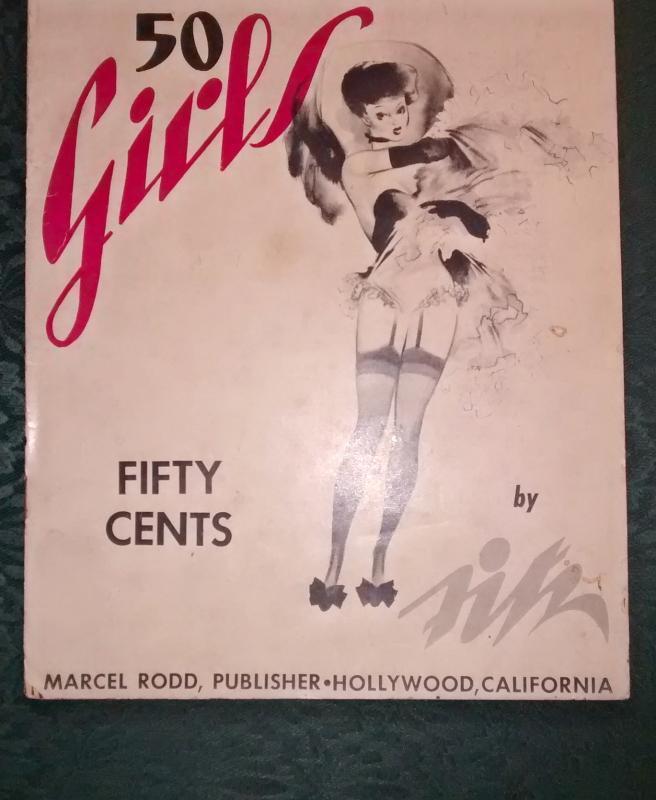 50
Girls
FIFTY
CENTS
by
MARCEL RODD, PUBLISHER•HOLLYWOOD, CALIFORNIA